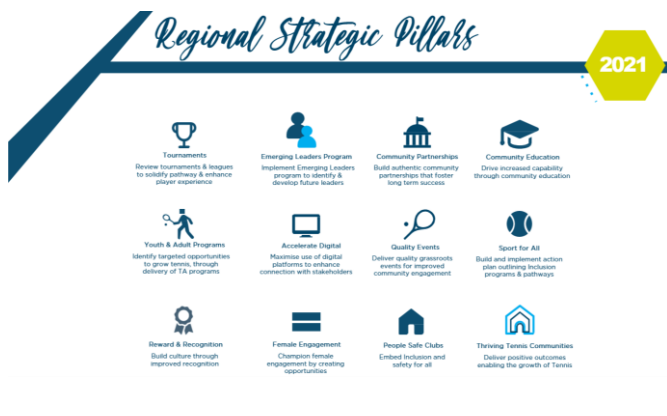 Regional Strategic Pillars
2021
Tournaments
Review tournaments & leagues
to solidify pathway & enhance
player experience
Emerging Leaders Program
Implement Emerging Leaders
program to identify &
develop future leaders
Community Partnerships
Build authentic community
partnerships that foster
long term success
Community Education
Drive increased capability
through community education
Youth & Adult Programs
Identify targeted opportunities
to grow tennis, through
delivery of TA programs
Accelerate Digital
Maximise use of digital
platforms to enhance
connection with stakeholders
Quality Events
Deliver quality grassroots
events for improved
community engagement
Sport for All
Build and implement action
plan outlining Inclusion
programs & pathways
Reward & Recognition
Build culture through
improved recognition
Female Engagement
Champion female
engagement by creating
opportunities
People Safe Clubs
Embed Inclusion and
safety for all
Thriving Tennis Communities
Deliver positive outcomes
enabling the growth of Tennis